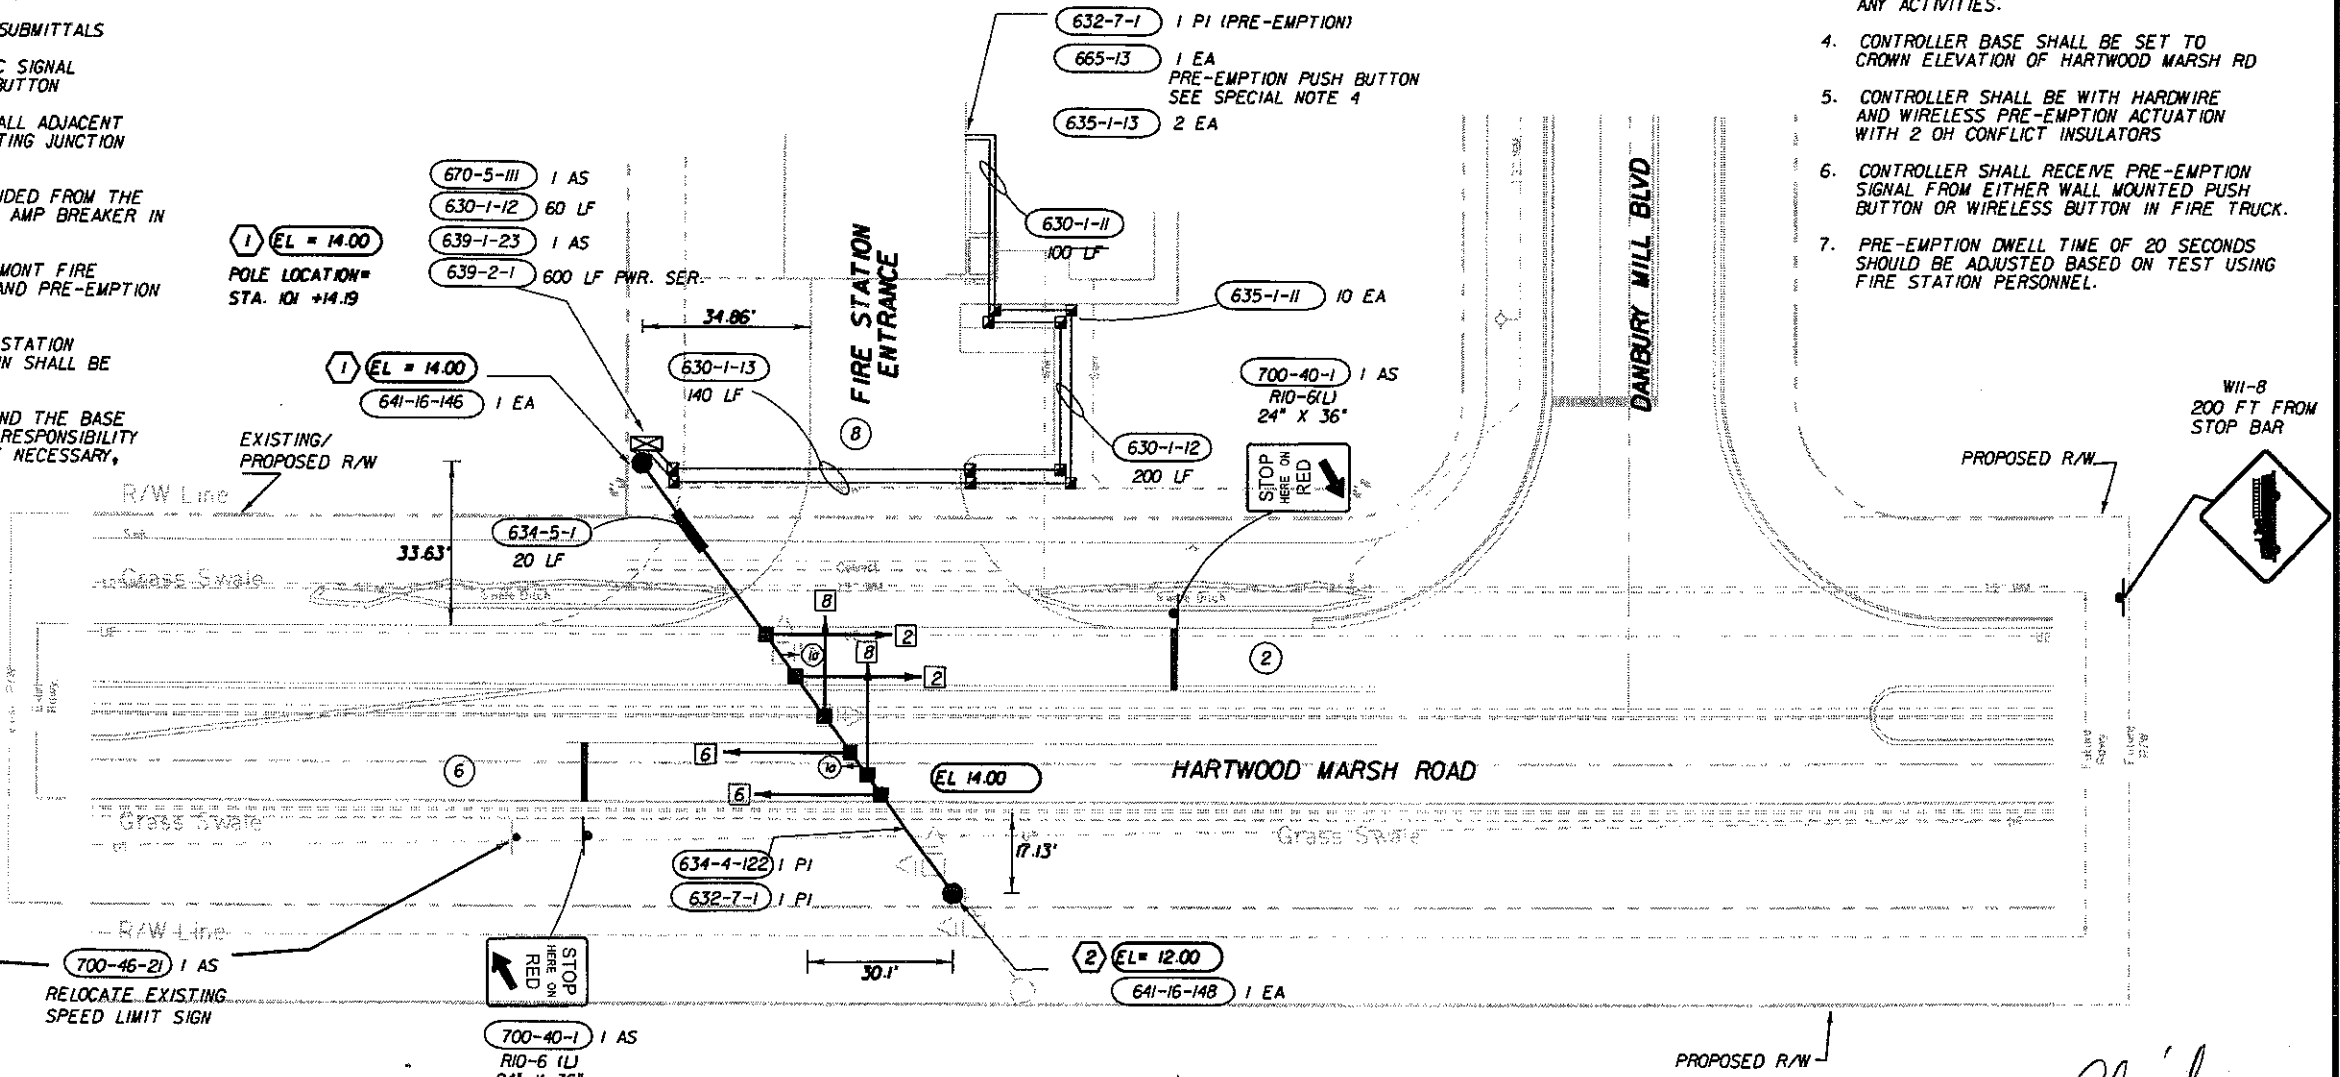 SUBMITTALS
C SIGNAL
BUTTON
ALL ADJACENT
TING JUNCTION
IDED FROM THE
AMP BREAKER IN
MONT FIRE
AND PRE-EMPTION
STATION
N SHALL BE
ND THE BASE
RESPONSIBILITY
NECESSARY,
1 EL = 14.00
POLE LOCATION=
STA. 101 +14.19
670-5-111 1 AS
630-1-12 60 LF
639-1-23 1 AS
639-2-1 600 LF PWR. SER.
632-7-1 1 PI (PRE-EMPTION)
665-13 1 EA
PRE-EMPTION PUSH BUTTON
SEE SPECIAL NOTE 4
635-1-13 2 EA
ANY ACTIVITIES.
4. CONTROLLER BASE SHALL BE SET TO
CROWN ELEVATION OF HARTWOOD MARSH RD
5. CONTROLLER SHALL BE WITH HARDWIRE
AND WIRELESS PRE-EMPTION ACTUATION
WITH 2 OH CONFLICT INSULATORS
6. CONTROLLER SHALL RECEIVE PRE-EMPTION
SIGNAL FROM EITHER WALL MOUNTED PUSH
BUTTON OR WIRELESS BUTTON IN FIRE TRUCK.
7. PRE-EMPTION DWELL TIME OF 20 SECONDS
SHOULD BE ADJUSTED BASED ON TEST USING
FIRE STATION PERSONNEL.
630-1-11
100 LF
FIRE STATION
ENTRANCE
DANBURY MILL BLVD
635-1-11 10 EA
34.86'
1 EL = 14.00
641-16-146 1 EA
630-1-13
140 LF
8
700-40-1 1 AS
R10-6(L)
24" X 36"
STOP
HERE ON
RED
630-1-12
200 LF
W11-8
200 FT FROM
STOP BAR
EXISTING/
PROPOSED R/W
PROPOSED R/W
R/W Line
634-5-1
20 LF
33.63'
Grass Swale
8
2
8
2
2
6
6
6
EL 14.00
HARTWOOD MARSH ROAD
Grass Swale
Grass Swale
17.13'
634-4-122 1 PI
632-7-1 1 PI
R/W Line
700-46-21 1 AS
RELOCATE EXISTING
SPEED LIMIT SIGN
STOP
HERE ON
RED
30.1'
2 EL= 12.00
641-16-148 1 EA
700-40-1 1 AS
R10-6 (L)
24" X 36"
PROPOSED R/W